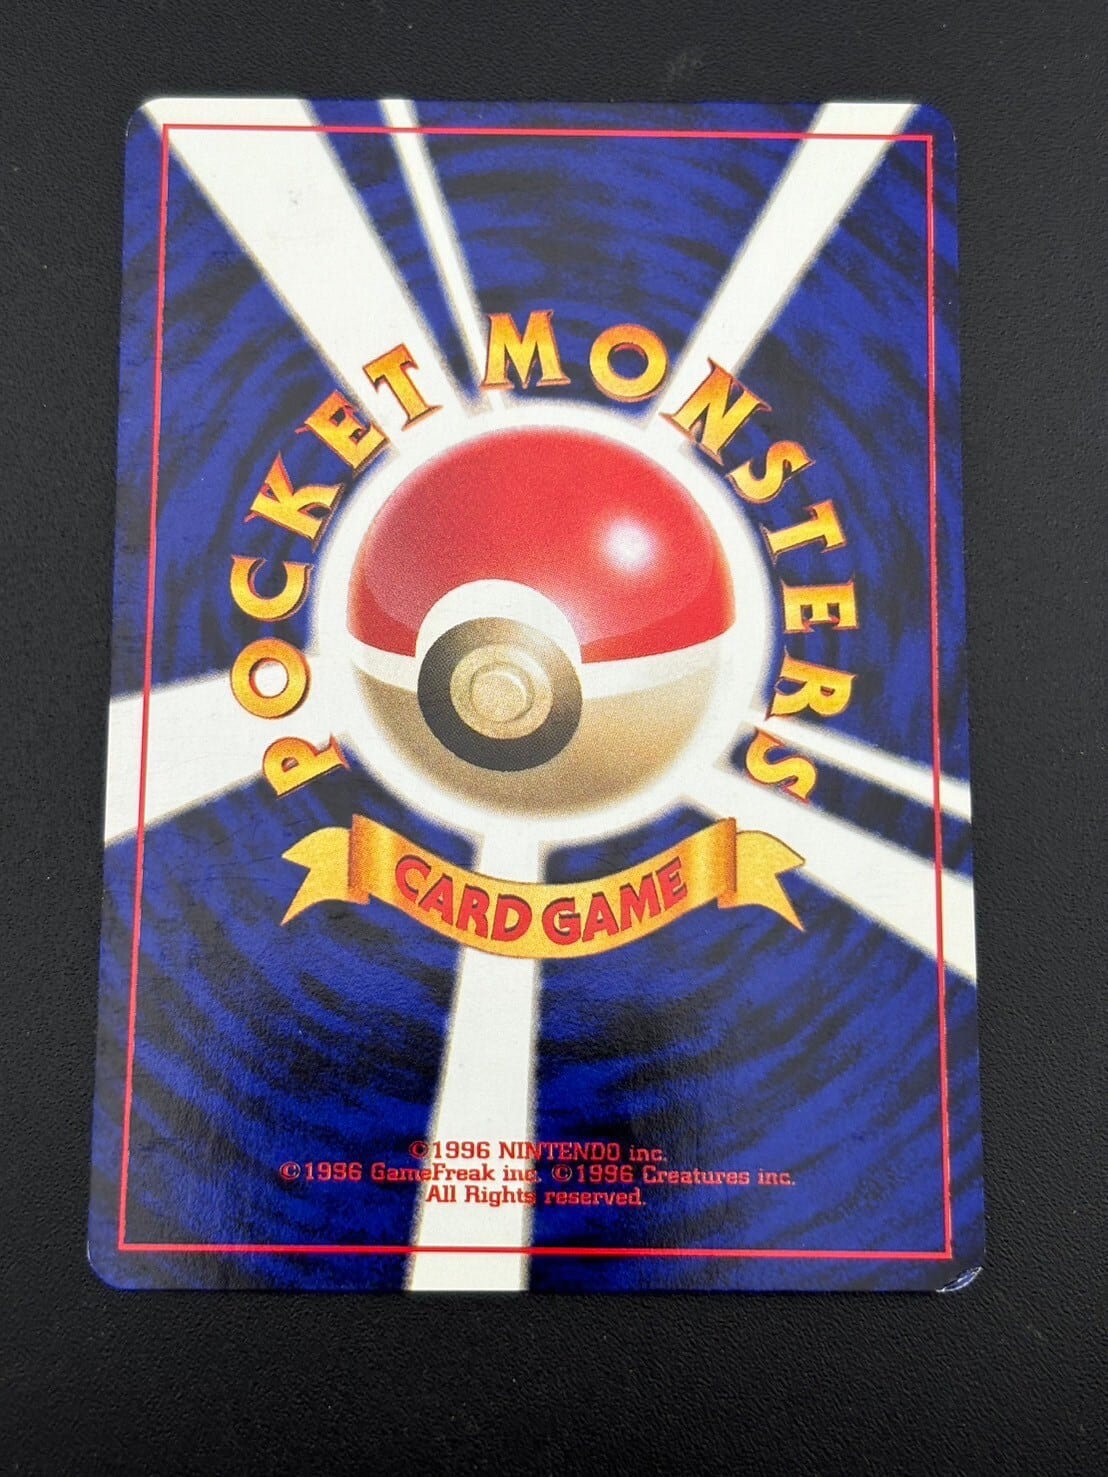 POCKET MONSTERS
CARD GAME
©1996 NINTENDO inc.
©1996 GameFreak inc. ©1996 Creatures inc.
All Rights reserved.